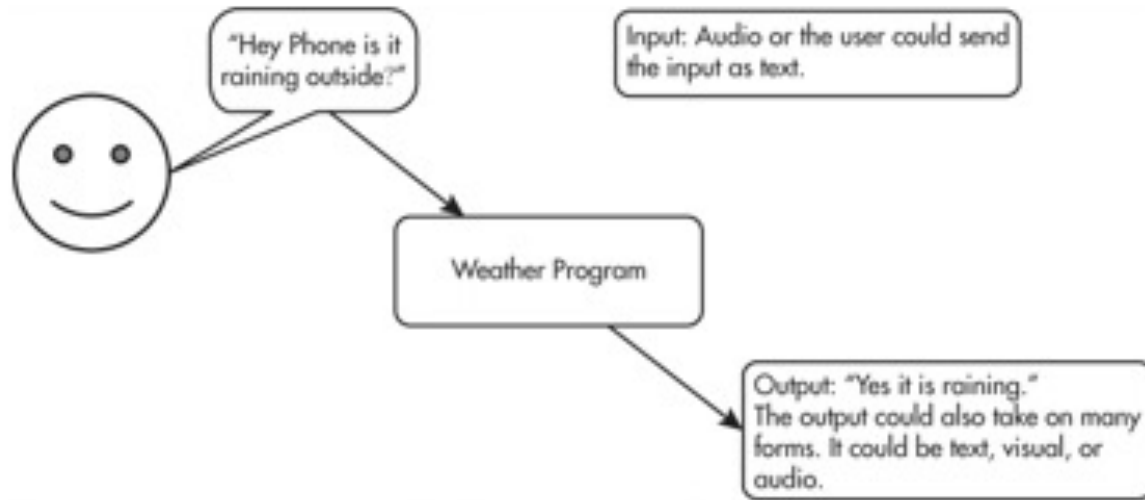 “Hey Phone is it
raining outside?”
Input: Audio or the user could send
the input as text.
Weather Program
Output: “Yes it is raining.”
The output could also take on many
forms. It could be text, visual, or
audio.